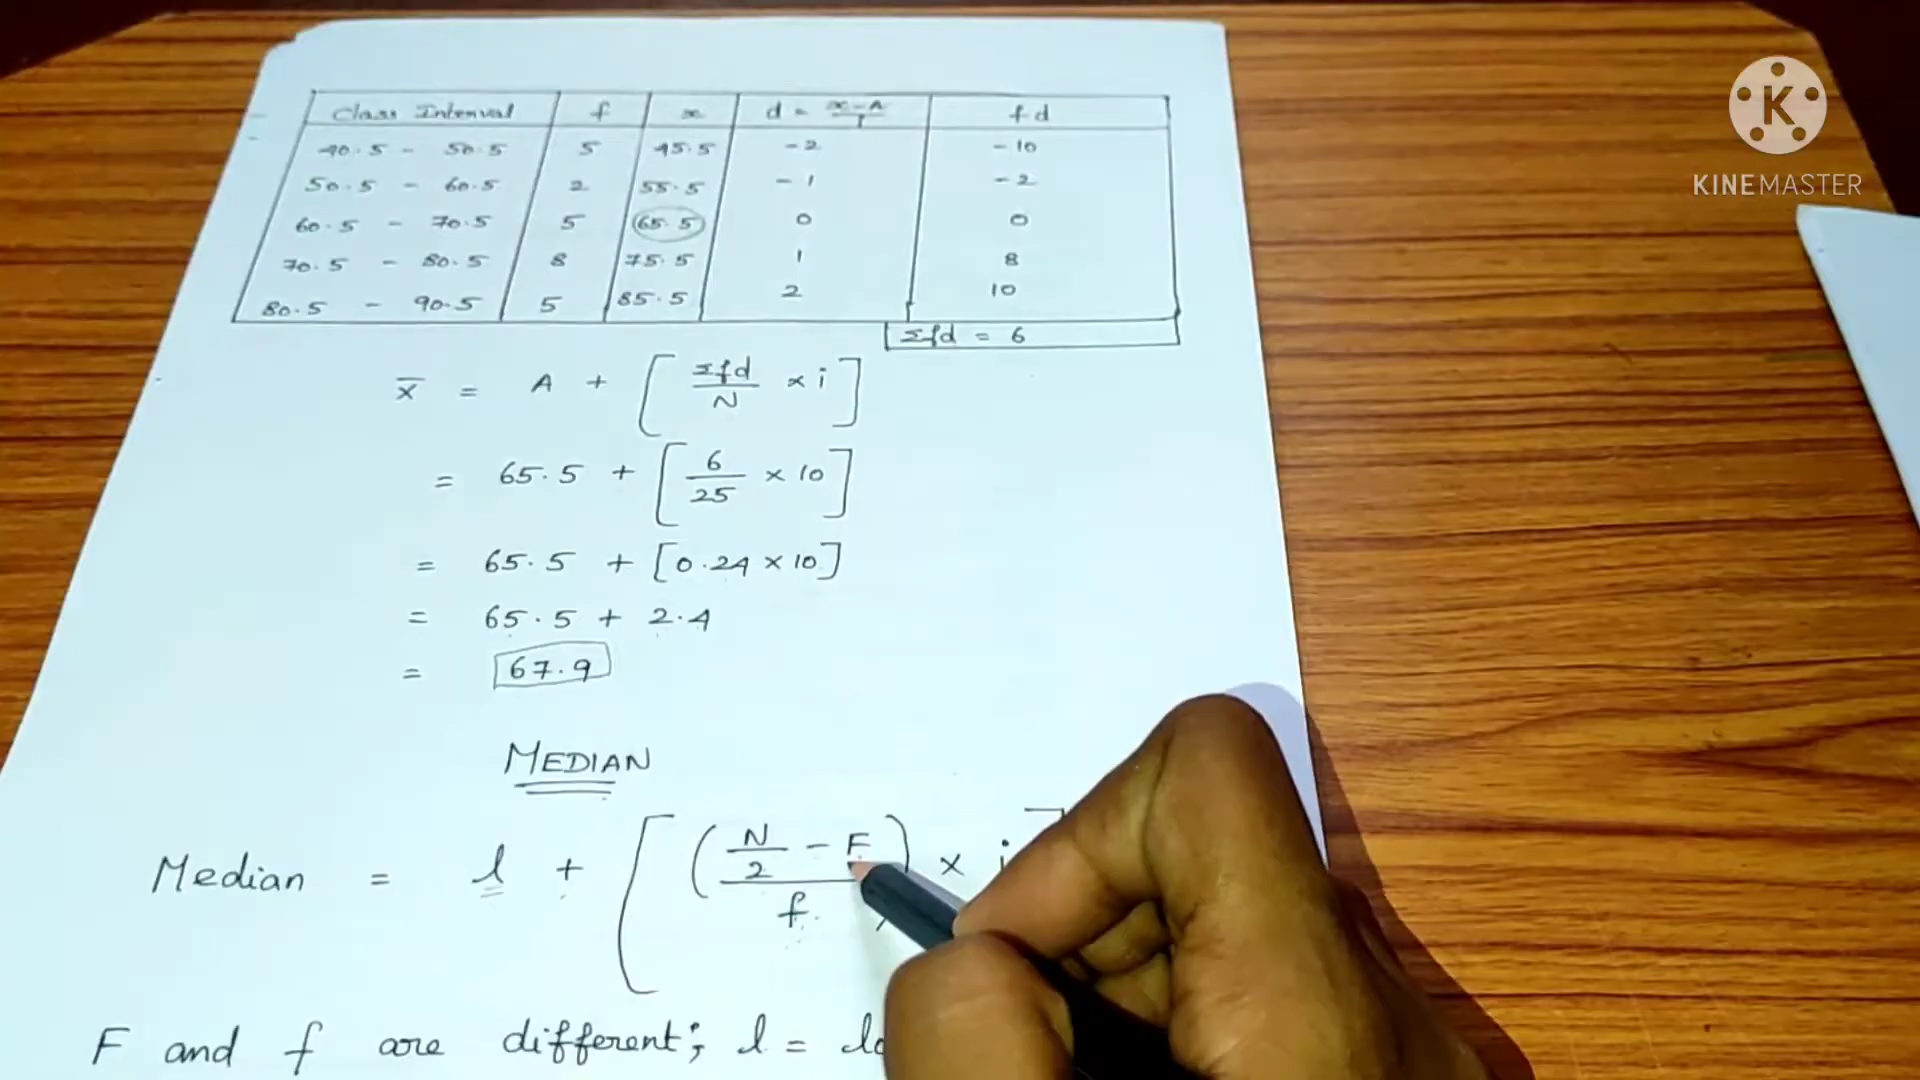 Class Interval f x d = x-A/i fd
40.5 - 50.5 5 45.5 -2 -10
50.5 - 60.5 2 55.5 -1 -2
60.5 - 70.5 5 65.5 0 0
70.5 - 80.5 8 75.5 1 8
80.5 - 90.5 5 85.5 2 10
Σfd = 6
x̄ = A + [Σfd/N × i]
= 65.5 + [6/25 × 10]
= 65.5 + [0.24 × 10]
= 65.5 + 2.4
= 67.9
MEDIAN
Median = l + [(N/2 - F)/f × i]
F and f are different; l =
K
KINEMASTER